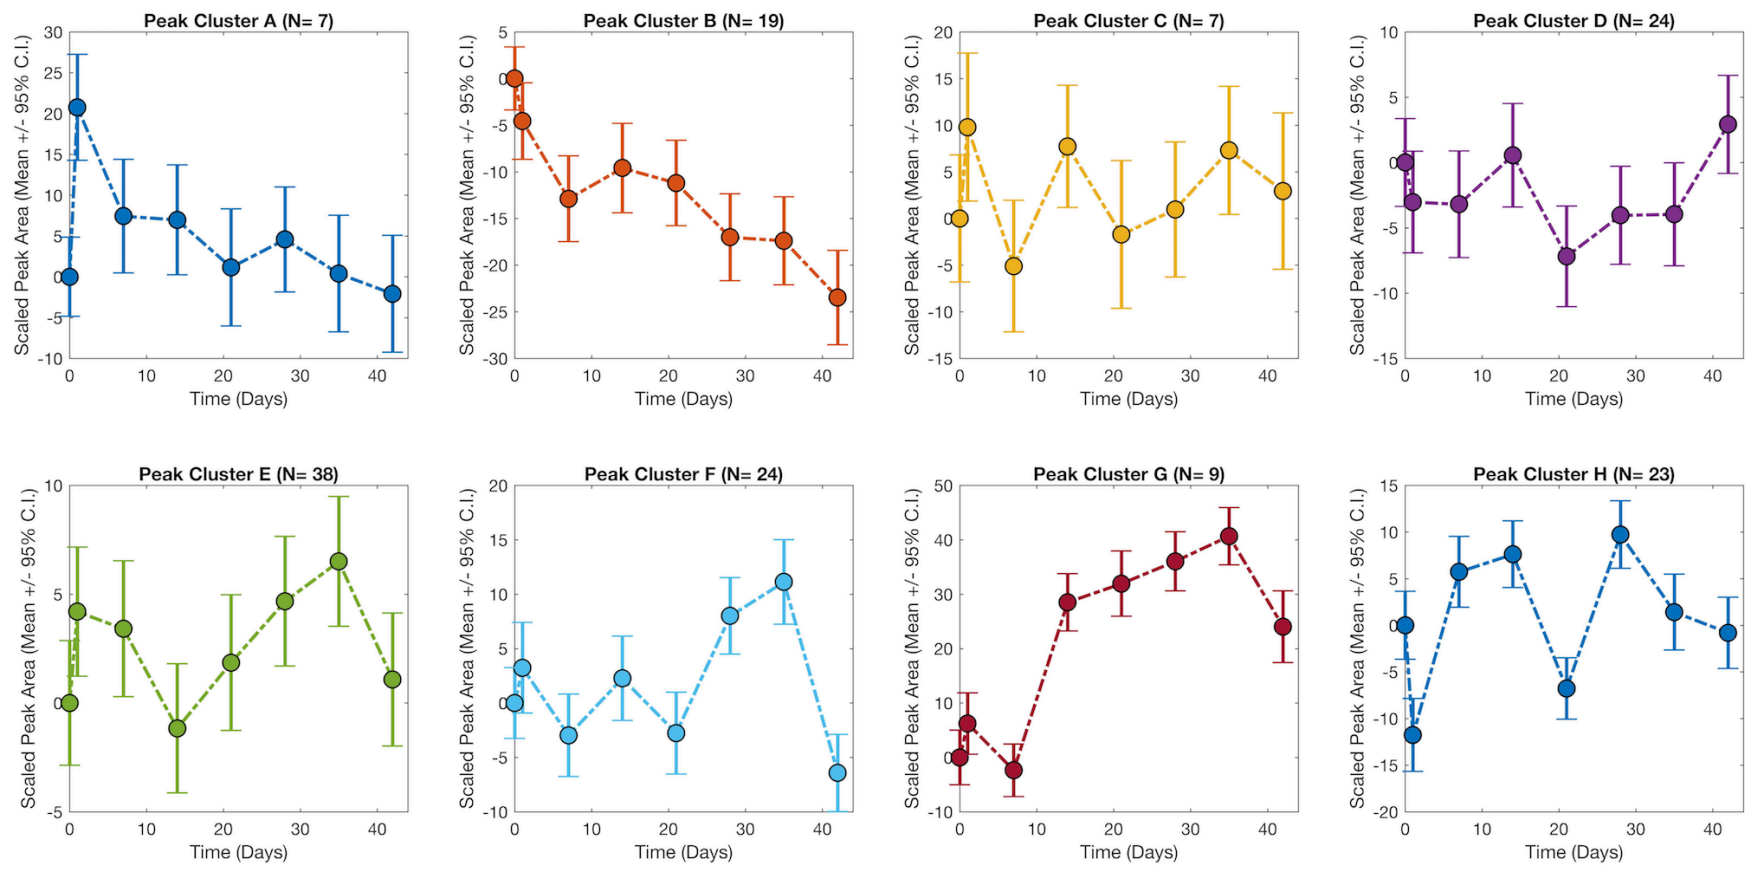 Peak Cluster A (N= 7)
Scaled Peak Area (Mean +/- 95% C.I.)
30
25
20
15
10
5
0
-5
-10
0 10 20 30 40
Time (Days)
Peak Cluster B (N= 19)
Scaled Peak Area (Mean +/- 95% C.I.)
5
0
-5
-10
-15
-20
-25
-30
0 10 20 30 40
Time (Days)
Peak Cluster C (N= 7)
Scaled Peak Area (Mean +/- 95% C.I.)
20
15
10
5
0
-5
-10
-15
0 10 20 30 40
Time (Days)
Peak Cluster D (N= 24)
Scaled Peak Area (Mean +/- 95% C.I.)
10
5
0
-5
-10
-15
0 10 20 30 40
Time (Days)
Peak Cluster E (N= 38)
Scaled Peak Area (Mean +/- 95% C.I.)
10
5
0
-5
0 10 20 30 40
Time (Days)
Peak Cluster F (N= 24)
Scaled Peak Area (Mean +/- 95% C.I.)
20
15
10
5
0
-5
-10
0 10 20 30 40
Time (Days)
Peak Cluster G (N= 9)
Scaled Peak Area (Mean +/- 95% C.I.)
50
40
30
20
10
0
-10
0 10 20 30 40
Time (Days)
Peak Cluster H (N= 23)
Scaled Peak Area (Mean +/- 95% C.I.)
15
10
5
0
-5
-10
-15
-20
0 10 20 30 40
Time (Days)